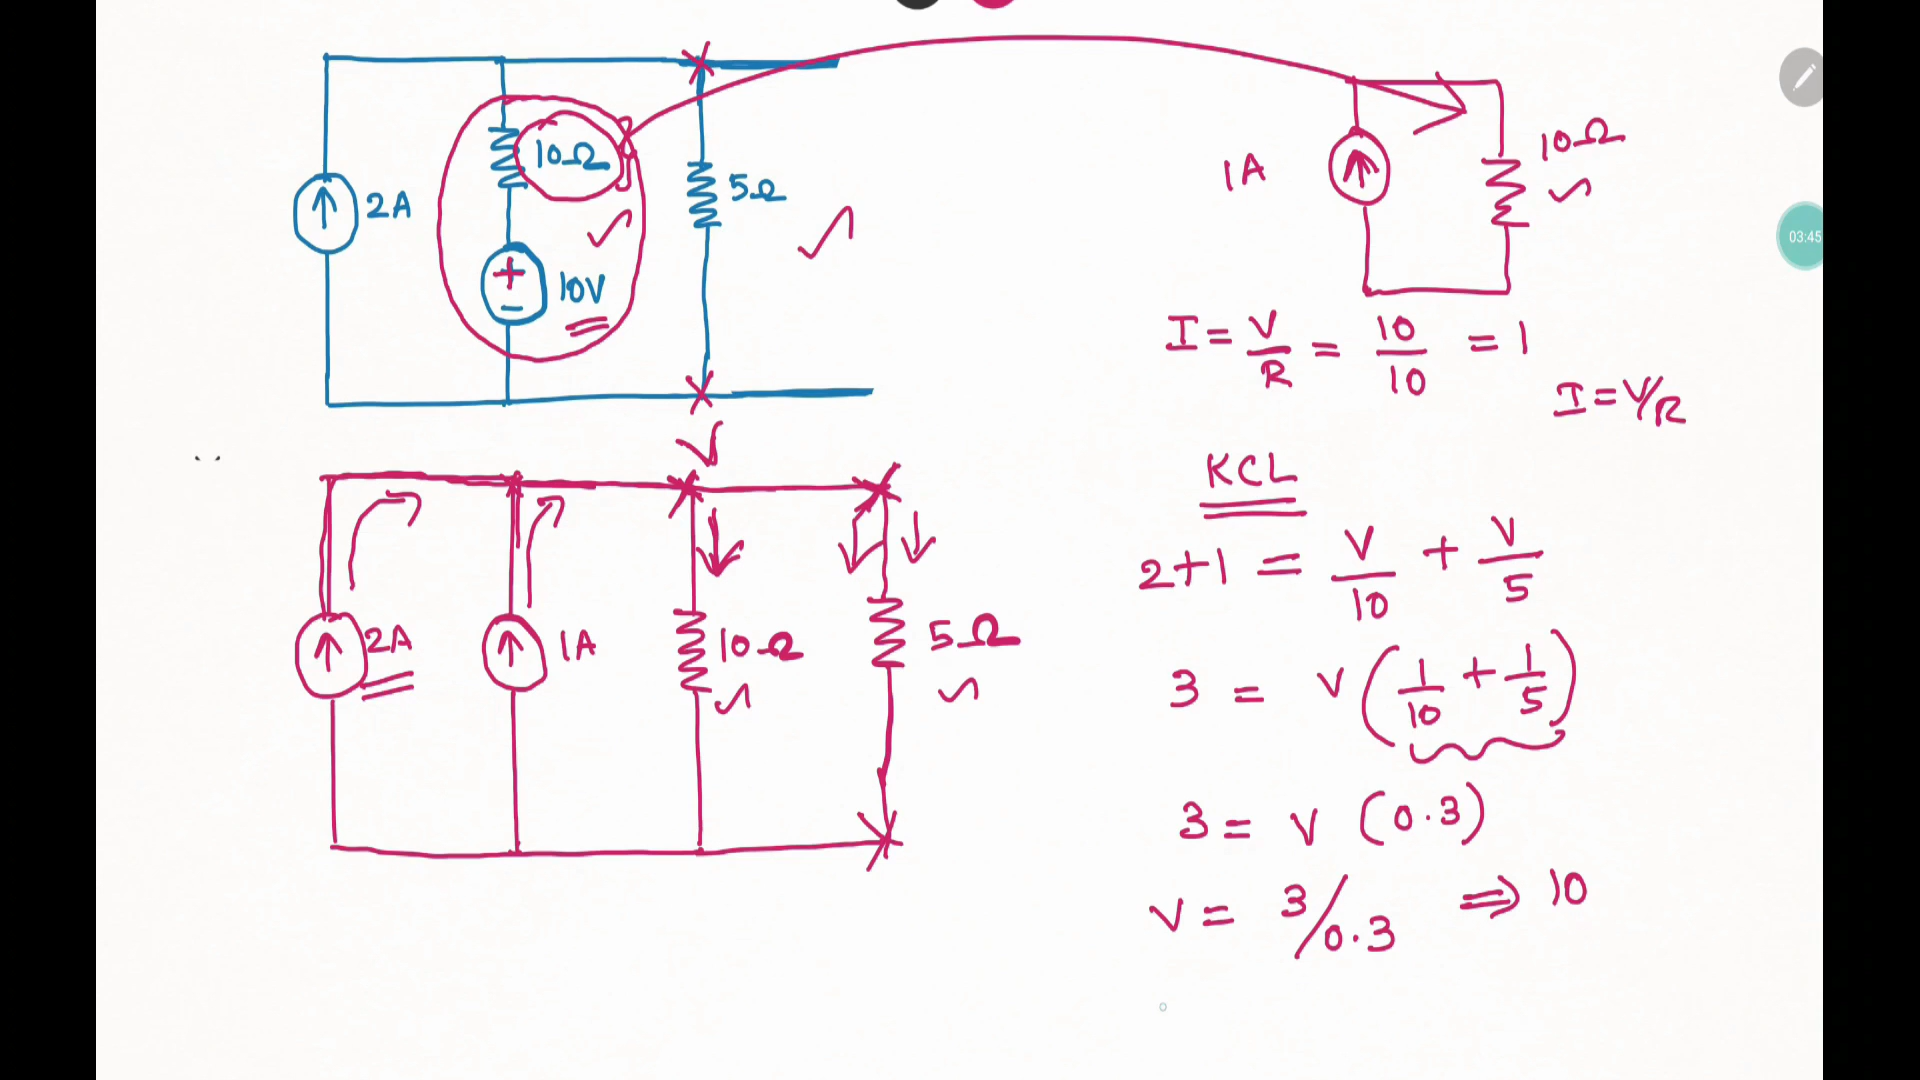 2A
10Ω
10V
5Ω
1A
10Ω
03:45
I = V/R = 10/10 = 1
I = V/R
V
2A
1A
10Ω
5Ω
KCL
2+1 = V/10 + V/5
3 = V(1/10 + 1/5)
3 = V (0.3)
V = 3/0.3 ⇒ 10